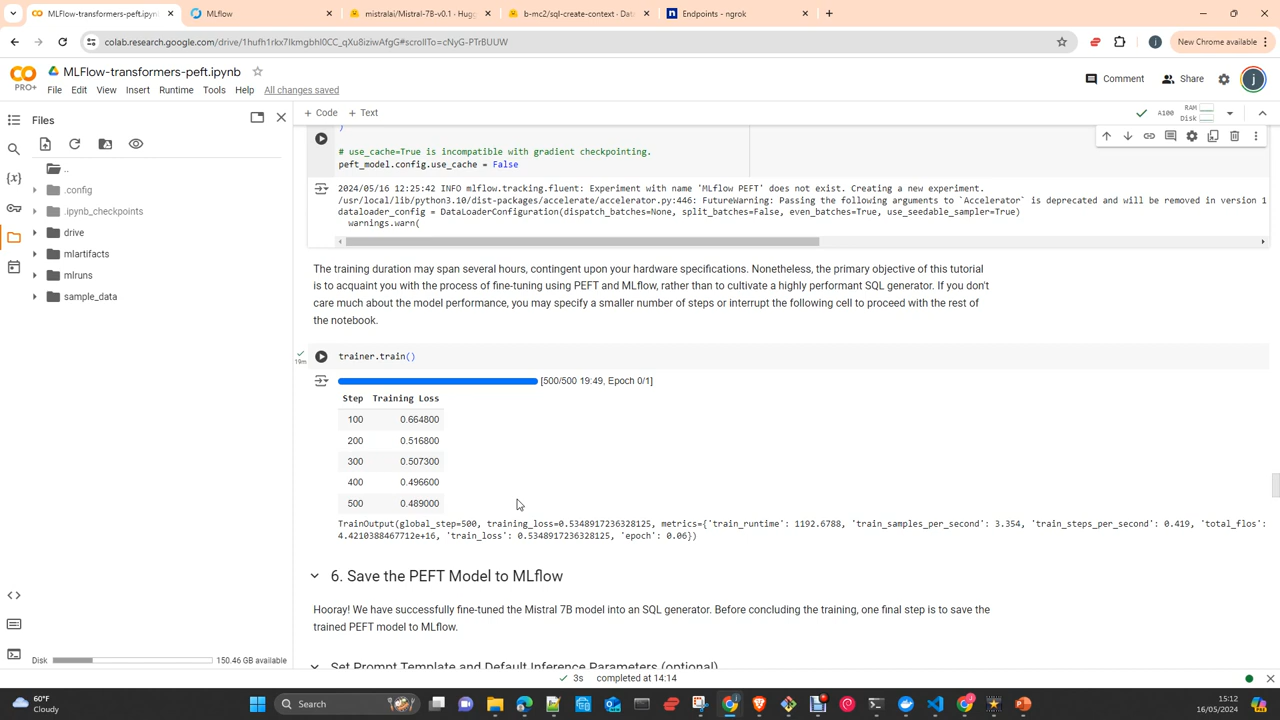 MLFlow-transformers-peft.ipynb
MLflow
mistralai/Mistral-7B-v0.1 - Hugg
b-mc2/sql-create-context - Data
Endpoints - ngrok
colab.research.google.com/drive/1hufh1rkx7Ikmgbhl0CC_qXu8iziwAfgG#scrollTo=cNyG-PTrBUUW
New Chrome available
MLFlow-transformers-peft.ipynb
PRO+
File Edit View Insert Runtime Tools Help All changes saved
Comment Share
Files
+ Code + Text
A100 RAM Disk
..
.config
.ipynb_checkpoints
drive
mlartifacts
mlruns
sample_data
)
# use_cache=True is incompatible with gradient checkpointing.
peft_model.config.use_cache = False
2024/05/16 12:25:42 INFO mlflow.tracking.fluent: Experiment with name 'MLflow PEFT' does not exist. Creating a new experiment.
/usr/local/lib/python3.10/dist-packages/accelerate/accelerator.py:446: FutureWarning: Passing the following arguments to `Accelerator` is deprecated and will be removed in version 1
dataloader_config = DataLoaderConfiguration(dispatch_batches=None, split_batches=False, even_batches=True, use_seedable_sampler=True)
warnings.warn(
The training duration may span several hours, contingent upon your hardware specifications. Nonetheless, the primary objective of this tutorial
is to acquaint you with the process of fine-tuning using PEFT and MLflow, rather than to cultivate a highly performant SQL generator. If you don't
care much about the model performance, you may specify a smaller number of steps or interrupt the following cell to proceed with the rest of
the notebook.
19m
trainer.train()
[500/500 19:49, Epoch 0/1]
Step Training Loss
100 0.664800
200 0.516800
300 0.507300
400 0.496600
500 0.489000
TrainOutput(global_step=500, training_loss=0.5348917236328125, metrics={'train_runtime': 1192.6788, 'train_samples_per_second': 3.354, 'train_steps_per_second': 0.419, 'total_flos':
4.4210388467712e+16, 'train_loss': 0.5348917236328125, 'epoch': 0.06})
6. Save the PEFT Model to MLflow
Hooray! We have successfully fine-tuned the Mistral 7B model into an SQL generator. Before concluding the training, one final step is to save the
trained PEFT model to MLflow.
Set Prompt Template and Default Inference Parameters (optional)
Disk 150.46 GB available
3s completed at 14:14
60°F
Cloudy
Search
15:12
16/05/2024